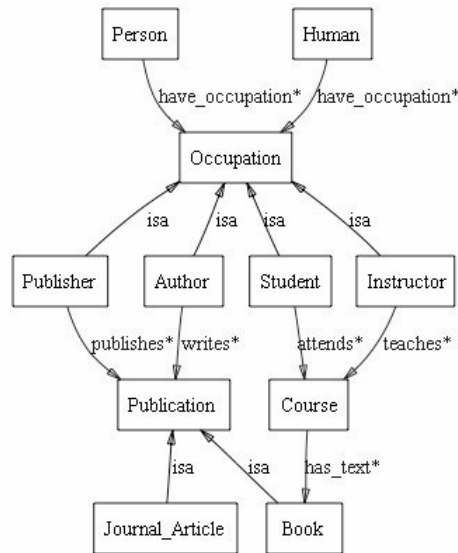 Person Human
have_occupation* have_occupation*
Occupation
isa isa isa isa
Publisher Author Student Instructor
publishes* writes* attends* teaches*
Publication Course
isa isa has_text*
Journal_Article Book